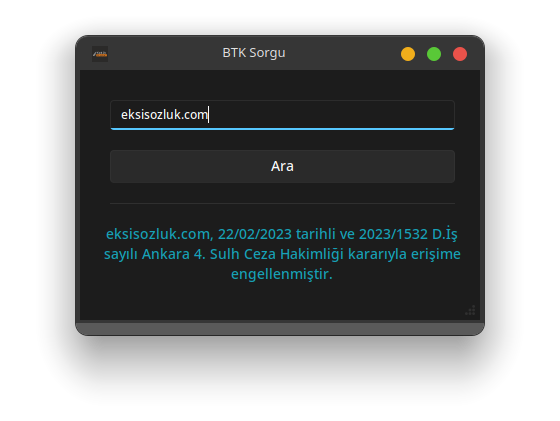 BTK Sorgu
eksisozluk.com
Ara
eksisozluk.com, 22/02/2023 tarihli ve 2023/1532 D.İş
sayılı Ankara 4. Sulh Ceza Hakimliği kararıyla erişime
engellenmiştir.